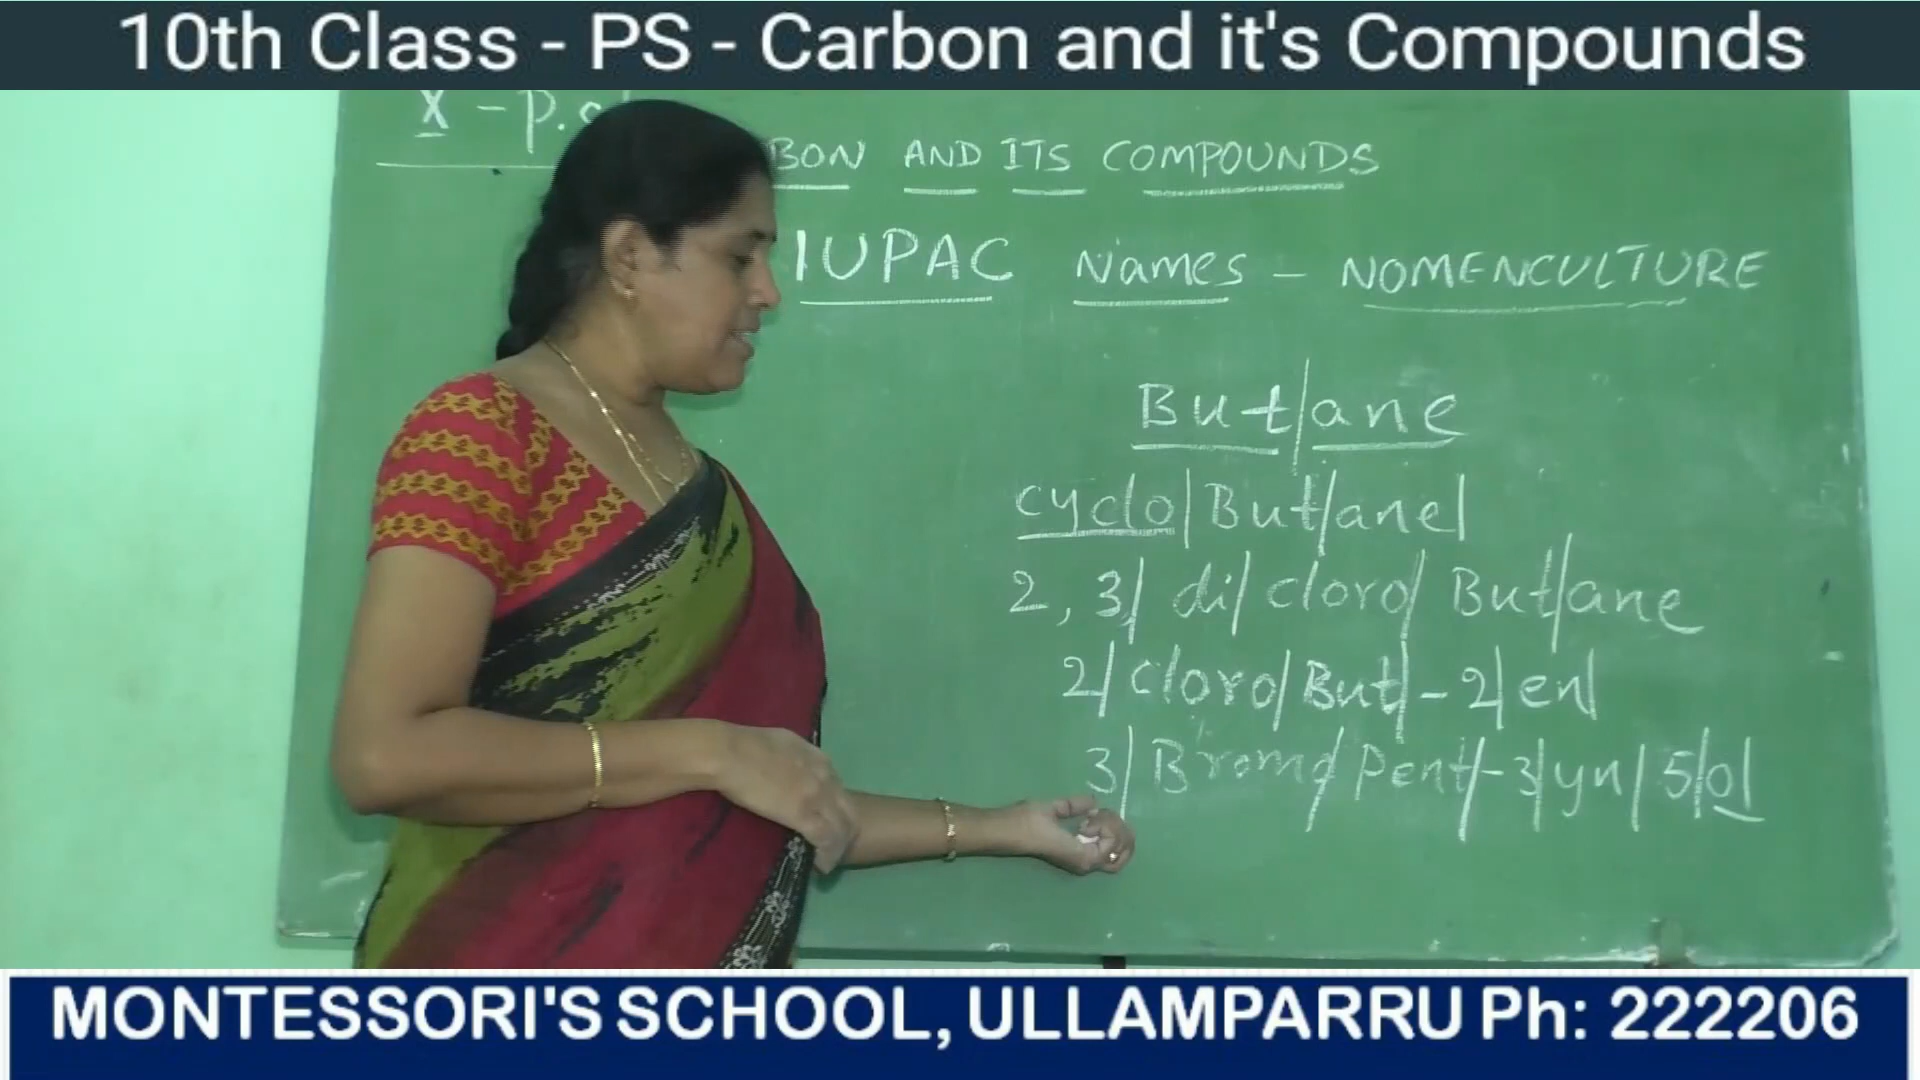 10th Class - PS - Carbon and it's Compounds
X - P.
BON AND ITS COMPOUNDS
IUPAC Names - NOMENCULTURE
But/ane
cyclo/But/ane/
2, 3/ di/ cloro/ But/ane
2/ cloro/ But/-2/en/
3/ Bromo/ Pent/-3/yn/5/ol
MONTESSORI'S SCHOOL, ULLAMPARRU Ph: 222206